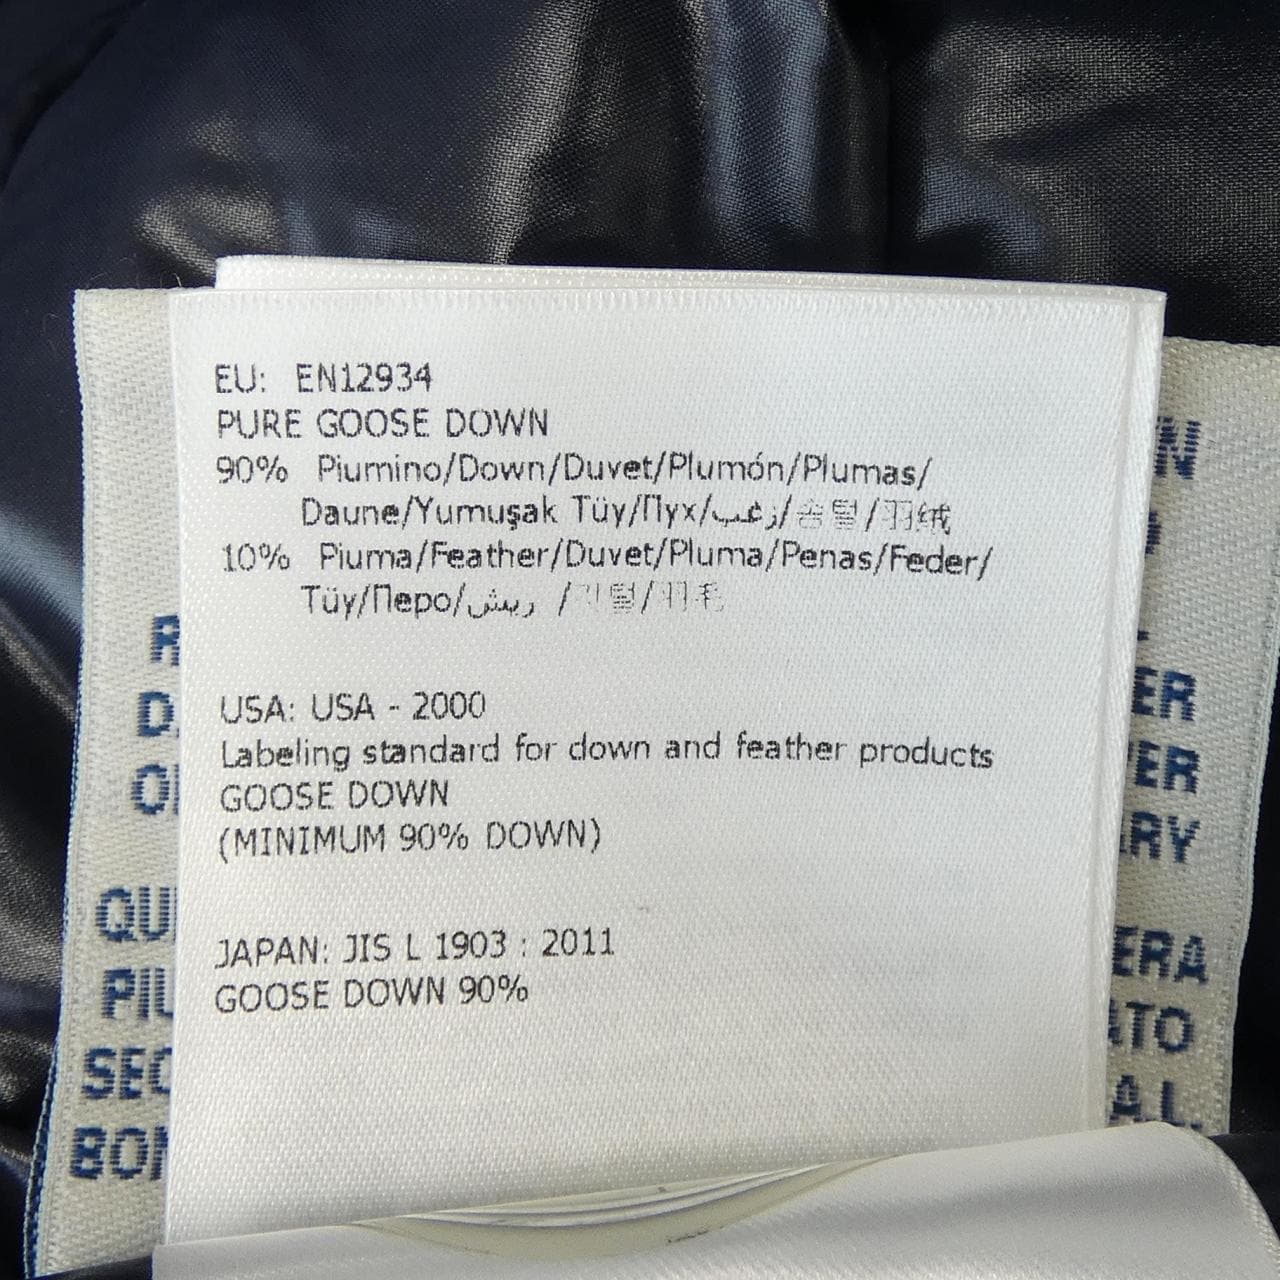 EU: EN12934
PURE GOOSE DOWN
90% Piumino/Down/Duvet/Plumón/Plumas/
Daune/Yumuşak Tüy/Пух/زغب/솜털/羽绒
10% Piuma/Feather/Duvet/Pluma/Penas/Feder/
Tüy/Перо/ريش /깃털/羽毛
USA: USA - 2000
Labeling standard for down and feather products
GOOSE DOWN
(MINIMUM 90% DOWN)
JAPAN: JIS L 1903 : 2011
GOOSE DOWN 90%